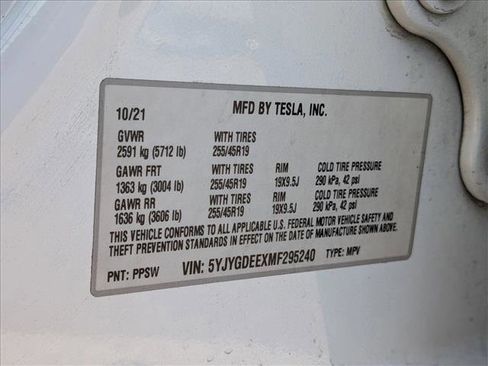 10/21 MFD BY TESLA, INC.
GVWR WITH TIRES
2591 kg (5712 lb) 255/45R19
GAWR FRT WITH TIRES RIM COLD TIRE PRESSURE
1363 kg (3004 lb) 255/45R19 19X9.5J 290 kPa, 42 psi
GAWR RR WITH TIRES RIM COLD TIRE PRESSURE
1636 kg (3606 lb) 255/45R19 19X9.5J 290 kPa, 42 psi
THIS VEHICLE CONFORMS TO ALL APPLICABLE U.S. FEDERAL MOTOR VEHICLE SAFETY AND
THEFT PREVENTION STANDARDS IN EFFECT ON THE DATE OF MANUFACTURE SHOWN ABOVE.
PNT: PPSW VIN: 5YJYGDEEXMF295240 TYPE: MPV